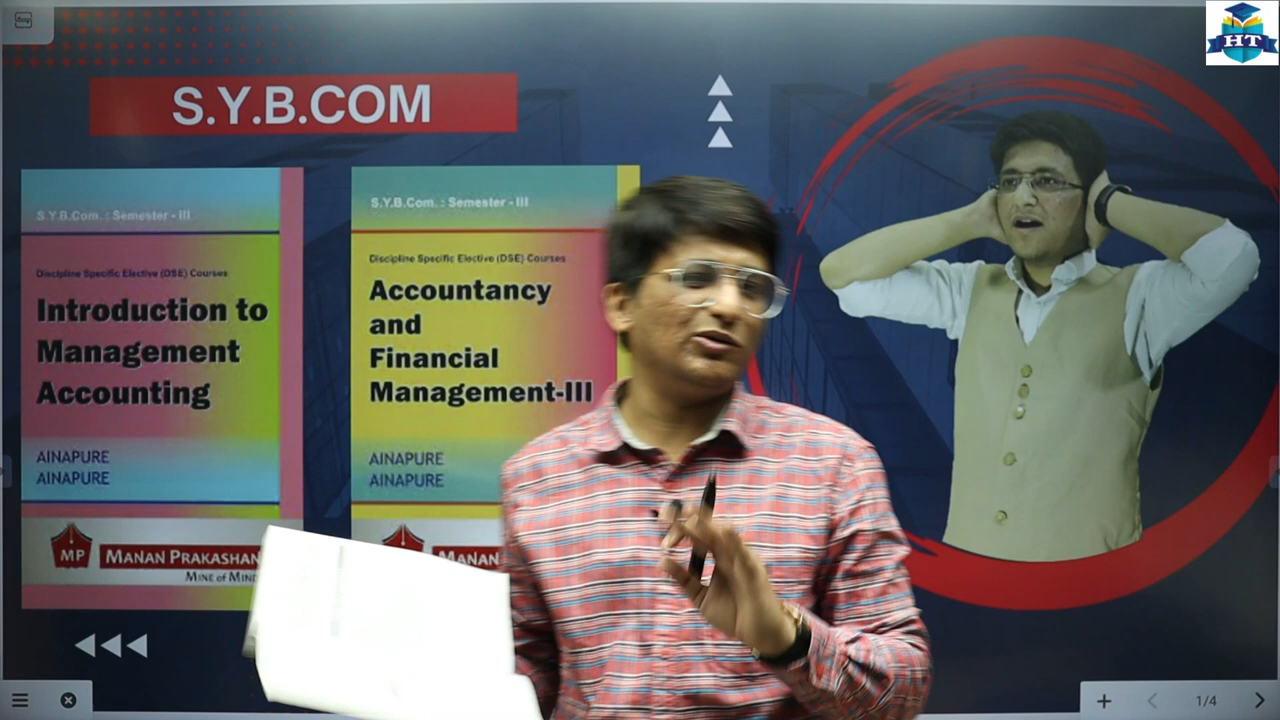 HT
S.Y.B.COM
S.Y.B.Com. : Semester - III
Discipline Specific Elective (DSE) Courses
Introduction to
Management
Accounting
AINAPURE
AINAPURE
MP
MANAN PRAKASHAN
MINE OF MIND
S.Y.B.Com. : Semester - III
Discipline Specific Elective (DSE) Courses
Accountancy
and
Financial
Management-III
AINAPURE
AINAPURE
MANAN
1/4